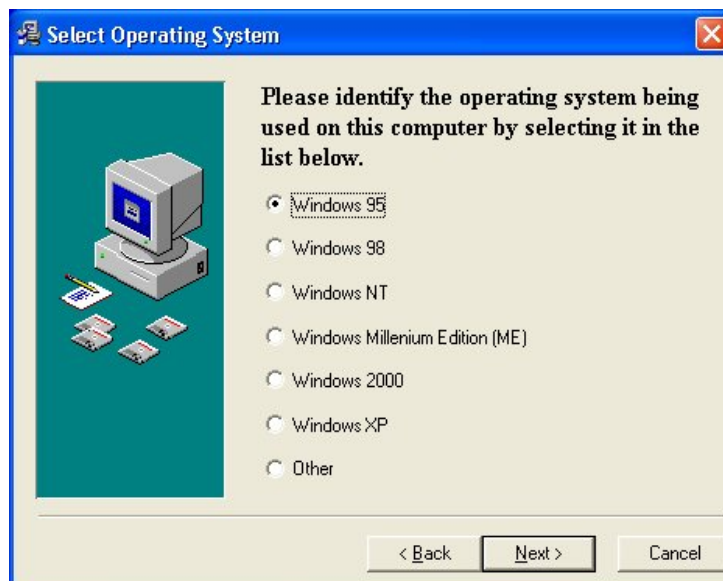 Select Operating System
Please identify the operating system being
used on this computer by selecting it in the
list below.
Windows 95
Windows 98
Windows NT
Windows Millenium Edition (ME)
Windows 2000
Windows XP
Other
< Back Next > Cancel